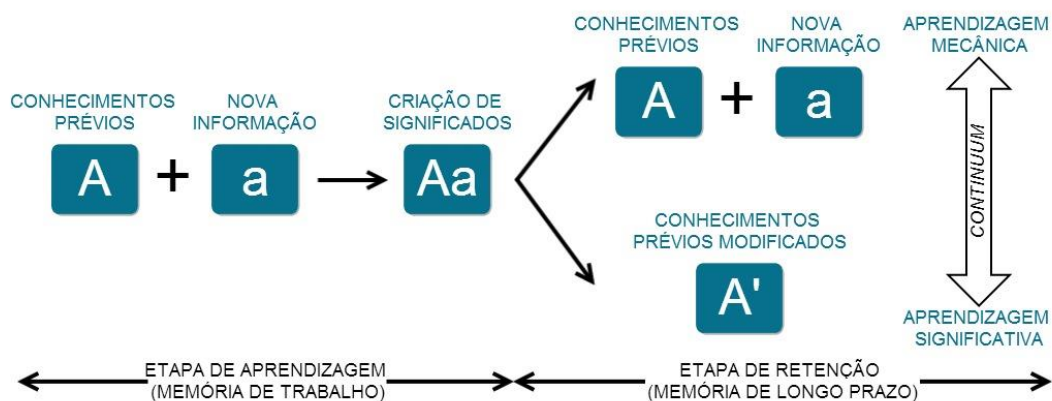 CONHECIMENTOS
PRÉVIOS
A
+
NOVA
INFORMAÇÃO
a
CRIAÇÃO DE
SIGNIFICADOS
Aa
CONHECIMENTOS
PRÉVIOS
A
+
NOVA
INFORMAÇÃO
a
CONHECIMENTOS
PRÉVIOS MODIFICADOS
A'
APRENDIZAGEM
MECÂNICA
CONTINUUM
APRENDIZAGEM
SIGNIFICATIVA
ETAPA DE APRENDIZAGEM
(MEMÓRIA DE TRABALHO)
ETAPA DE RETENÇÃO
(MEMÓRIA DE LONGO PRAZO)